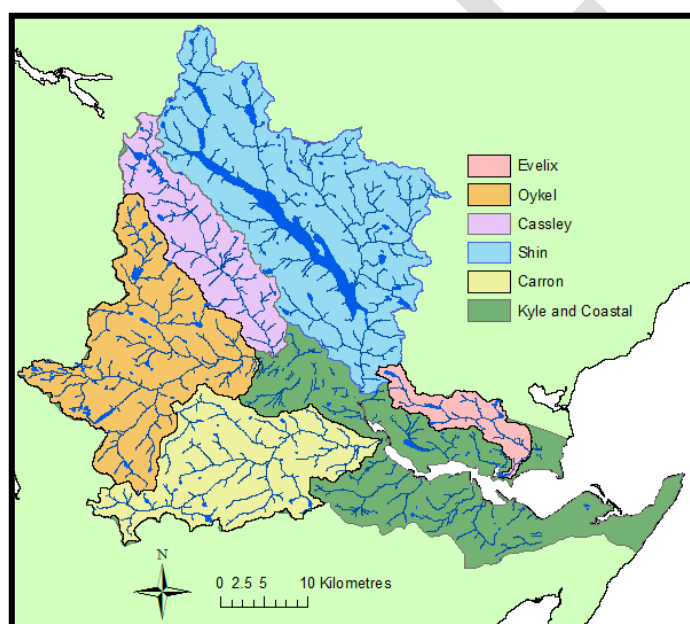 Evelix
Oykel
Cassley
Shin
Carron
Kyle and Coastal
N
0 2.5 5 10 Kilometres